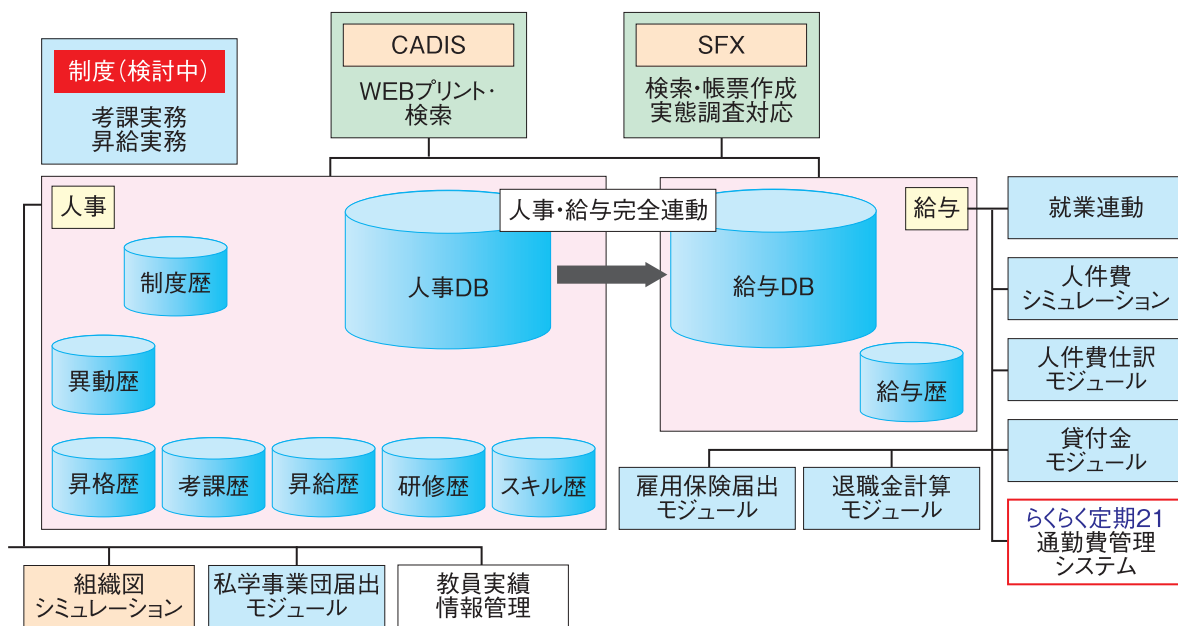 制度(検討中)
考課実務
昇給実務
CADIS
WEBプリント・
検索
SFX
検索・帳票作成
実態調査対応
人事
人事・給与完全連動
給与
制度歴
人事DB
給与DB
異動歴
給与歴
昇格歴
考課歴
昇給歴
研修歴
スキル歴
就業連動
人件費
シミュレーション
人件費仕訳
モジュール
貸付金
モジュール
雇用保険届出
モジュール
退職金計算
モジュール
らくらく定期21
通勤費管理
システム
組織図
シミュレーション
私学事業団届出
モジュール
教員実績
情報管理